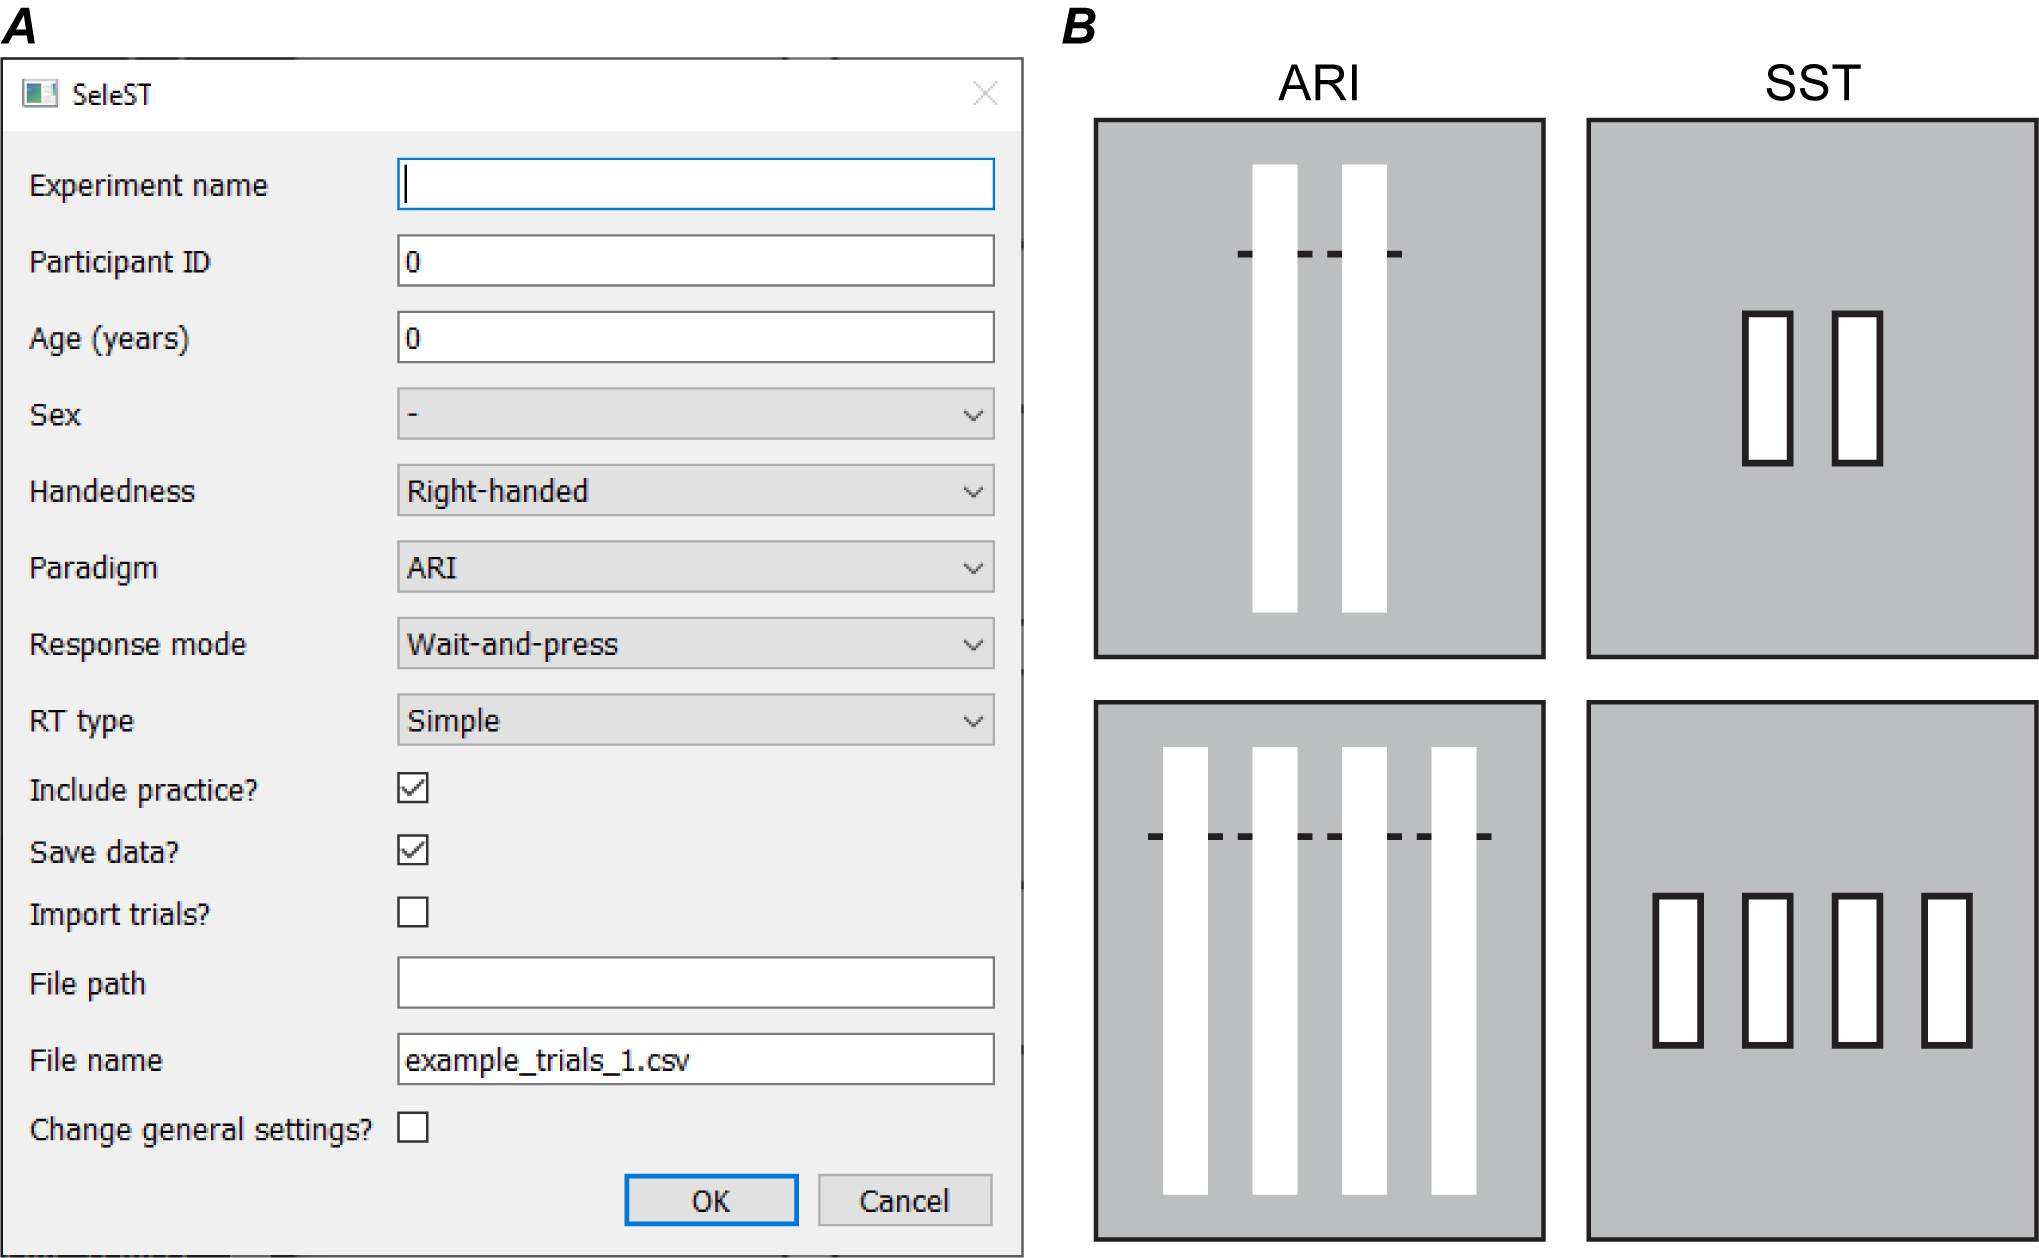 A
SeleST
Experiment name
Participant ID 0
Age (years) 0
Sex -
Handedness Right-handed
Paradigm ARI
Response mode Wait-and-press
RT type Simple
Include practice?
Save data?
Import trials?
File path
File name example_trials_1.csv
Change general settings?
OK Cancel
B
ARI SST